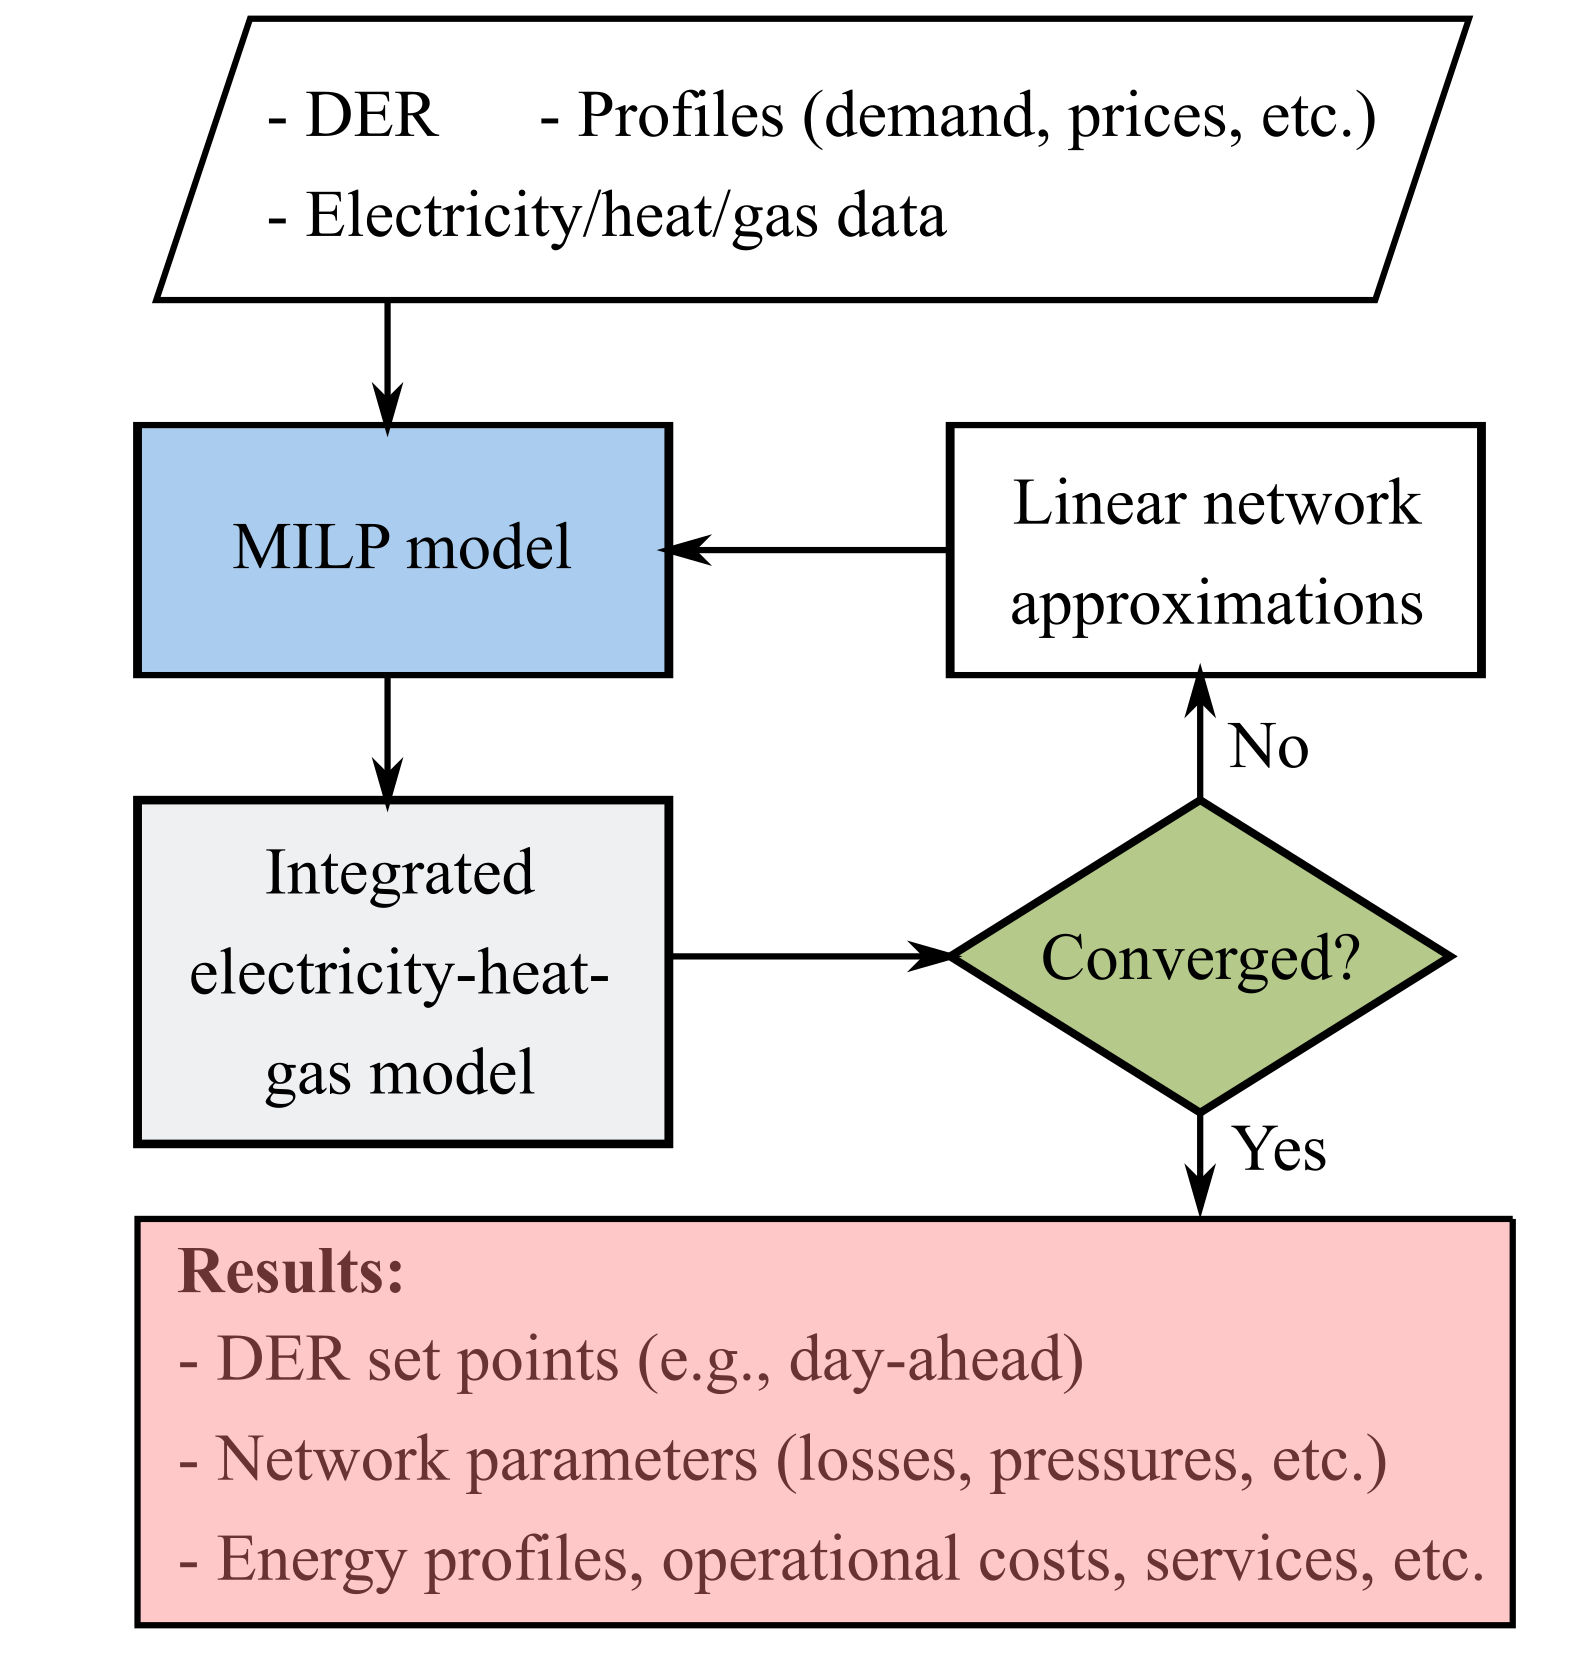 - DER - Profiles (demand, prices, etc.)
- Electricity/heat/gas data
MILP model
Linear network
approximations
No
Integrated
electricity-heat-
gas model
Converged?
Yes
Results:
- DER set points (e.g., day-ahead)
- Network parameters (losses, pressures, etc.)
- Energy profiles, operational costs, services, etc.